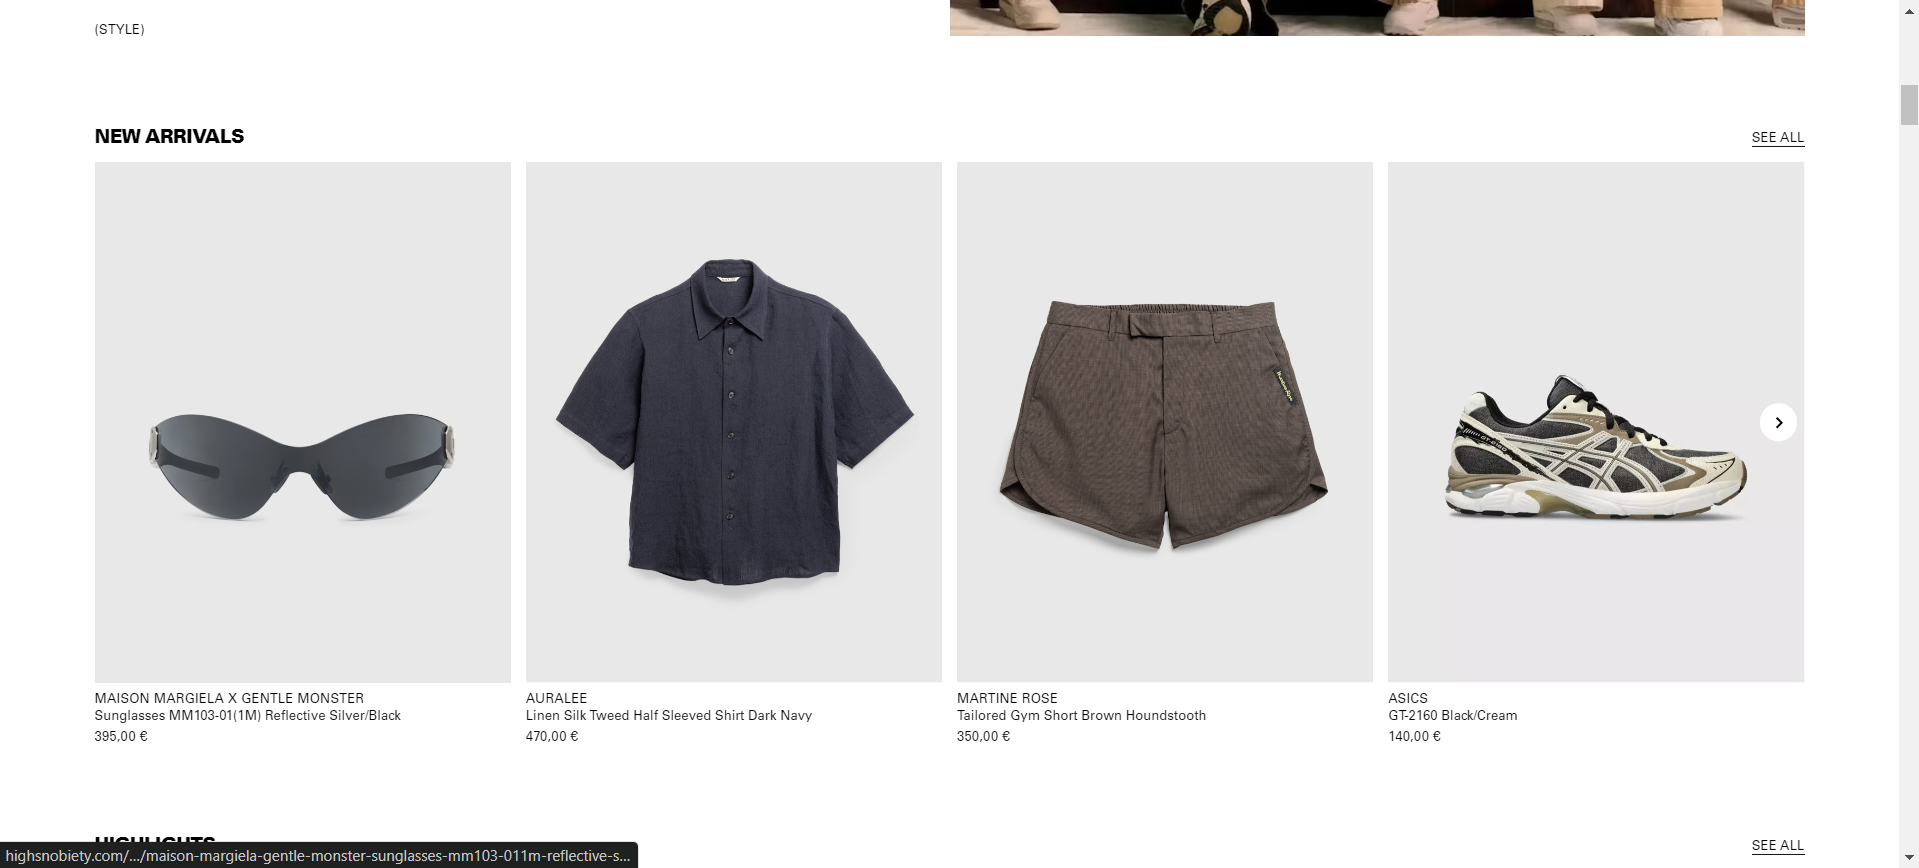 (STYLE)
NEW ARRIVALS
SEE ALL
MAISON MARGIELA X GENTLE MONSTER
Sunglasses MM103-01(1M) Reflective Silver/Black
395,00 €
AURALEE
Linen Silk Tweed Half Sleeved Shirt Dark Navy
470,00 €
MARTINE ROSE
Tailored Gym Short Brown Houndstooth
350,00 €
ASICS
GT-2160 Black/Cream
140,00 €
HIGHLIGHTS
SEE ALL
highsnobiety.com/.../maison-margiela-gentle-monster-sunglasses-mm103-011m-reflective-s...